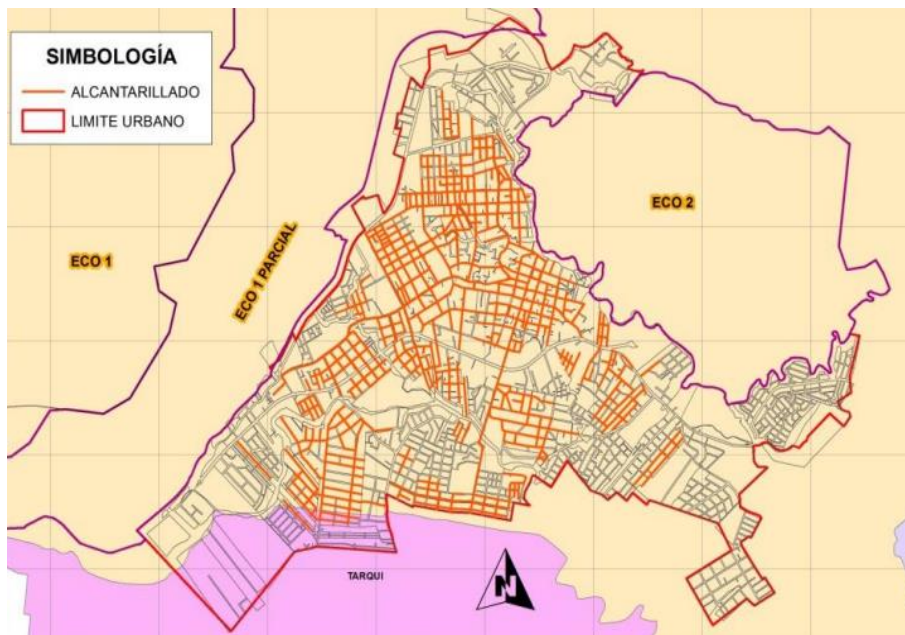 SIMBOLOGÍA
ALCANTARILLADO
LIMITE URBANO
ECO 2
ECO 1
ECO 1 PARCIAL
TARQUI
N